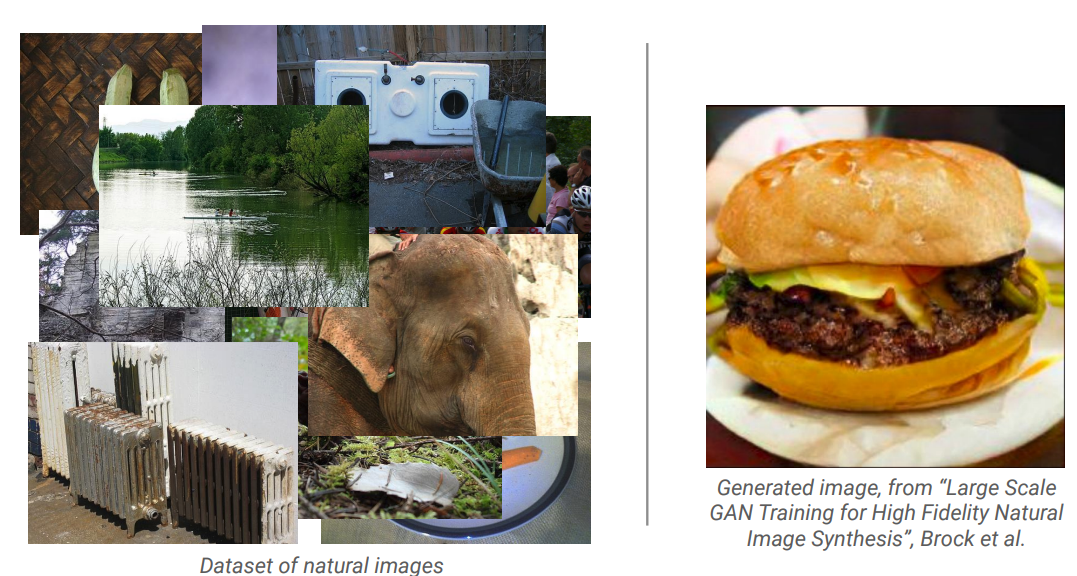 Dataset of natural images
Generated image, from “Large Scale
GAN Training for High Fidelity Natural
Image Synthesis”, Brock et al.